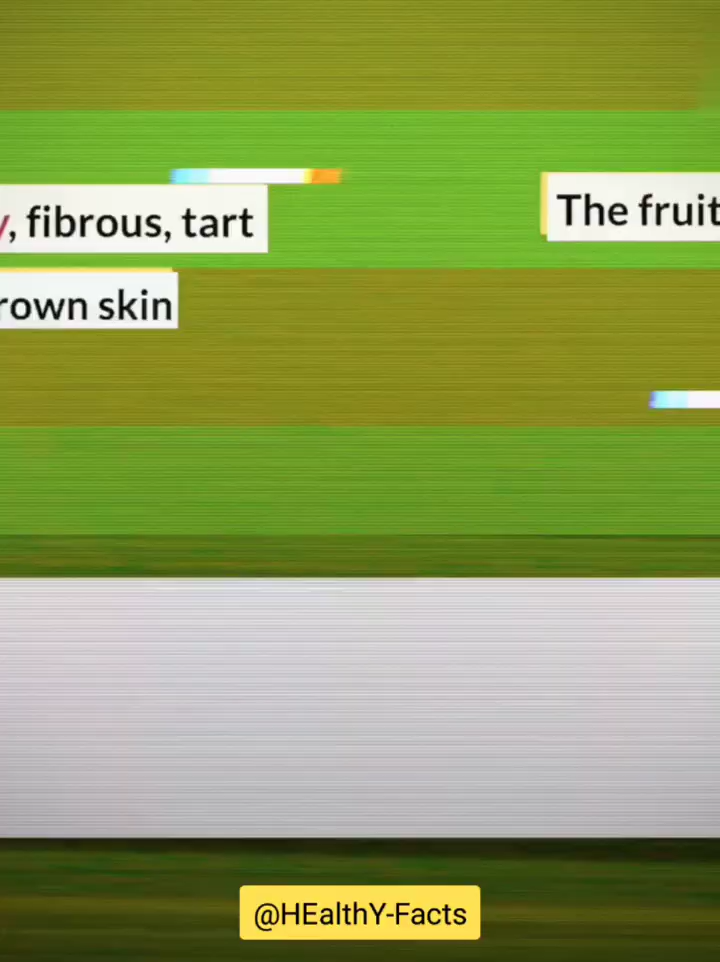 , fibrous, tart
The fruit
rown skin
@HEalthY-Facts